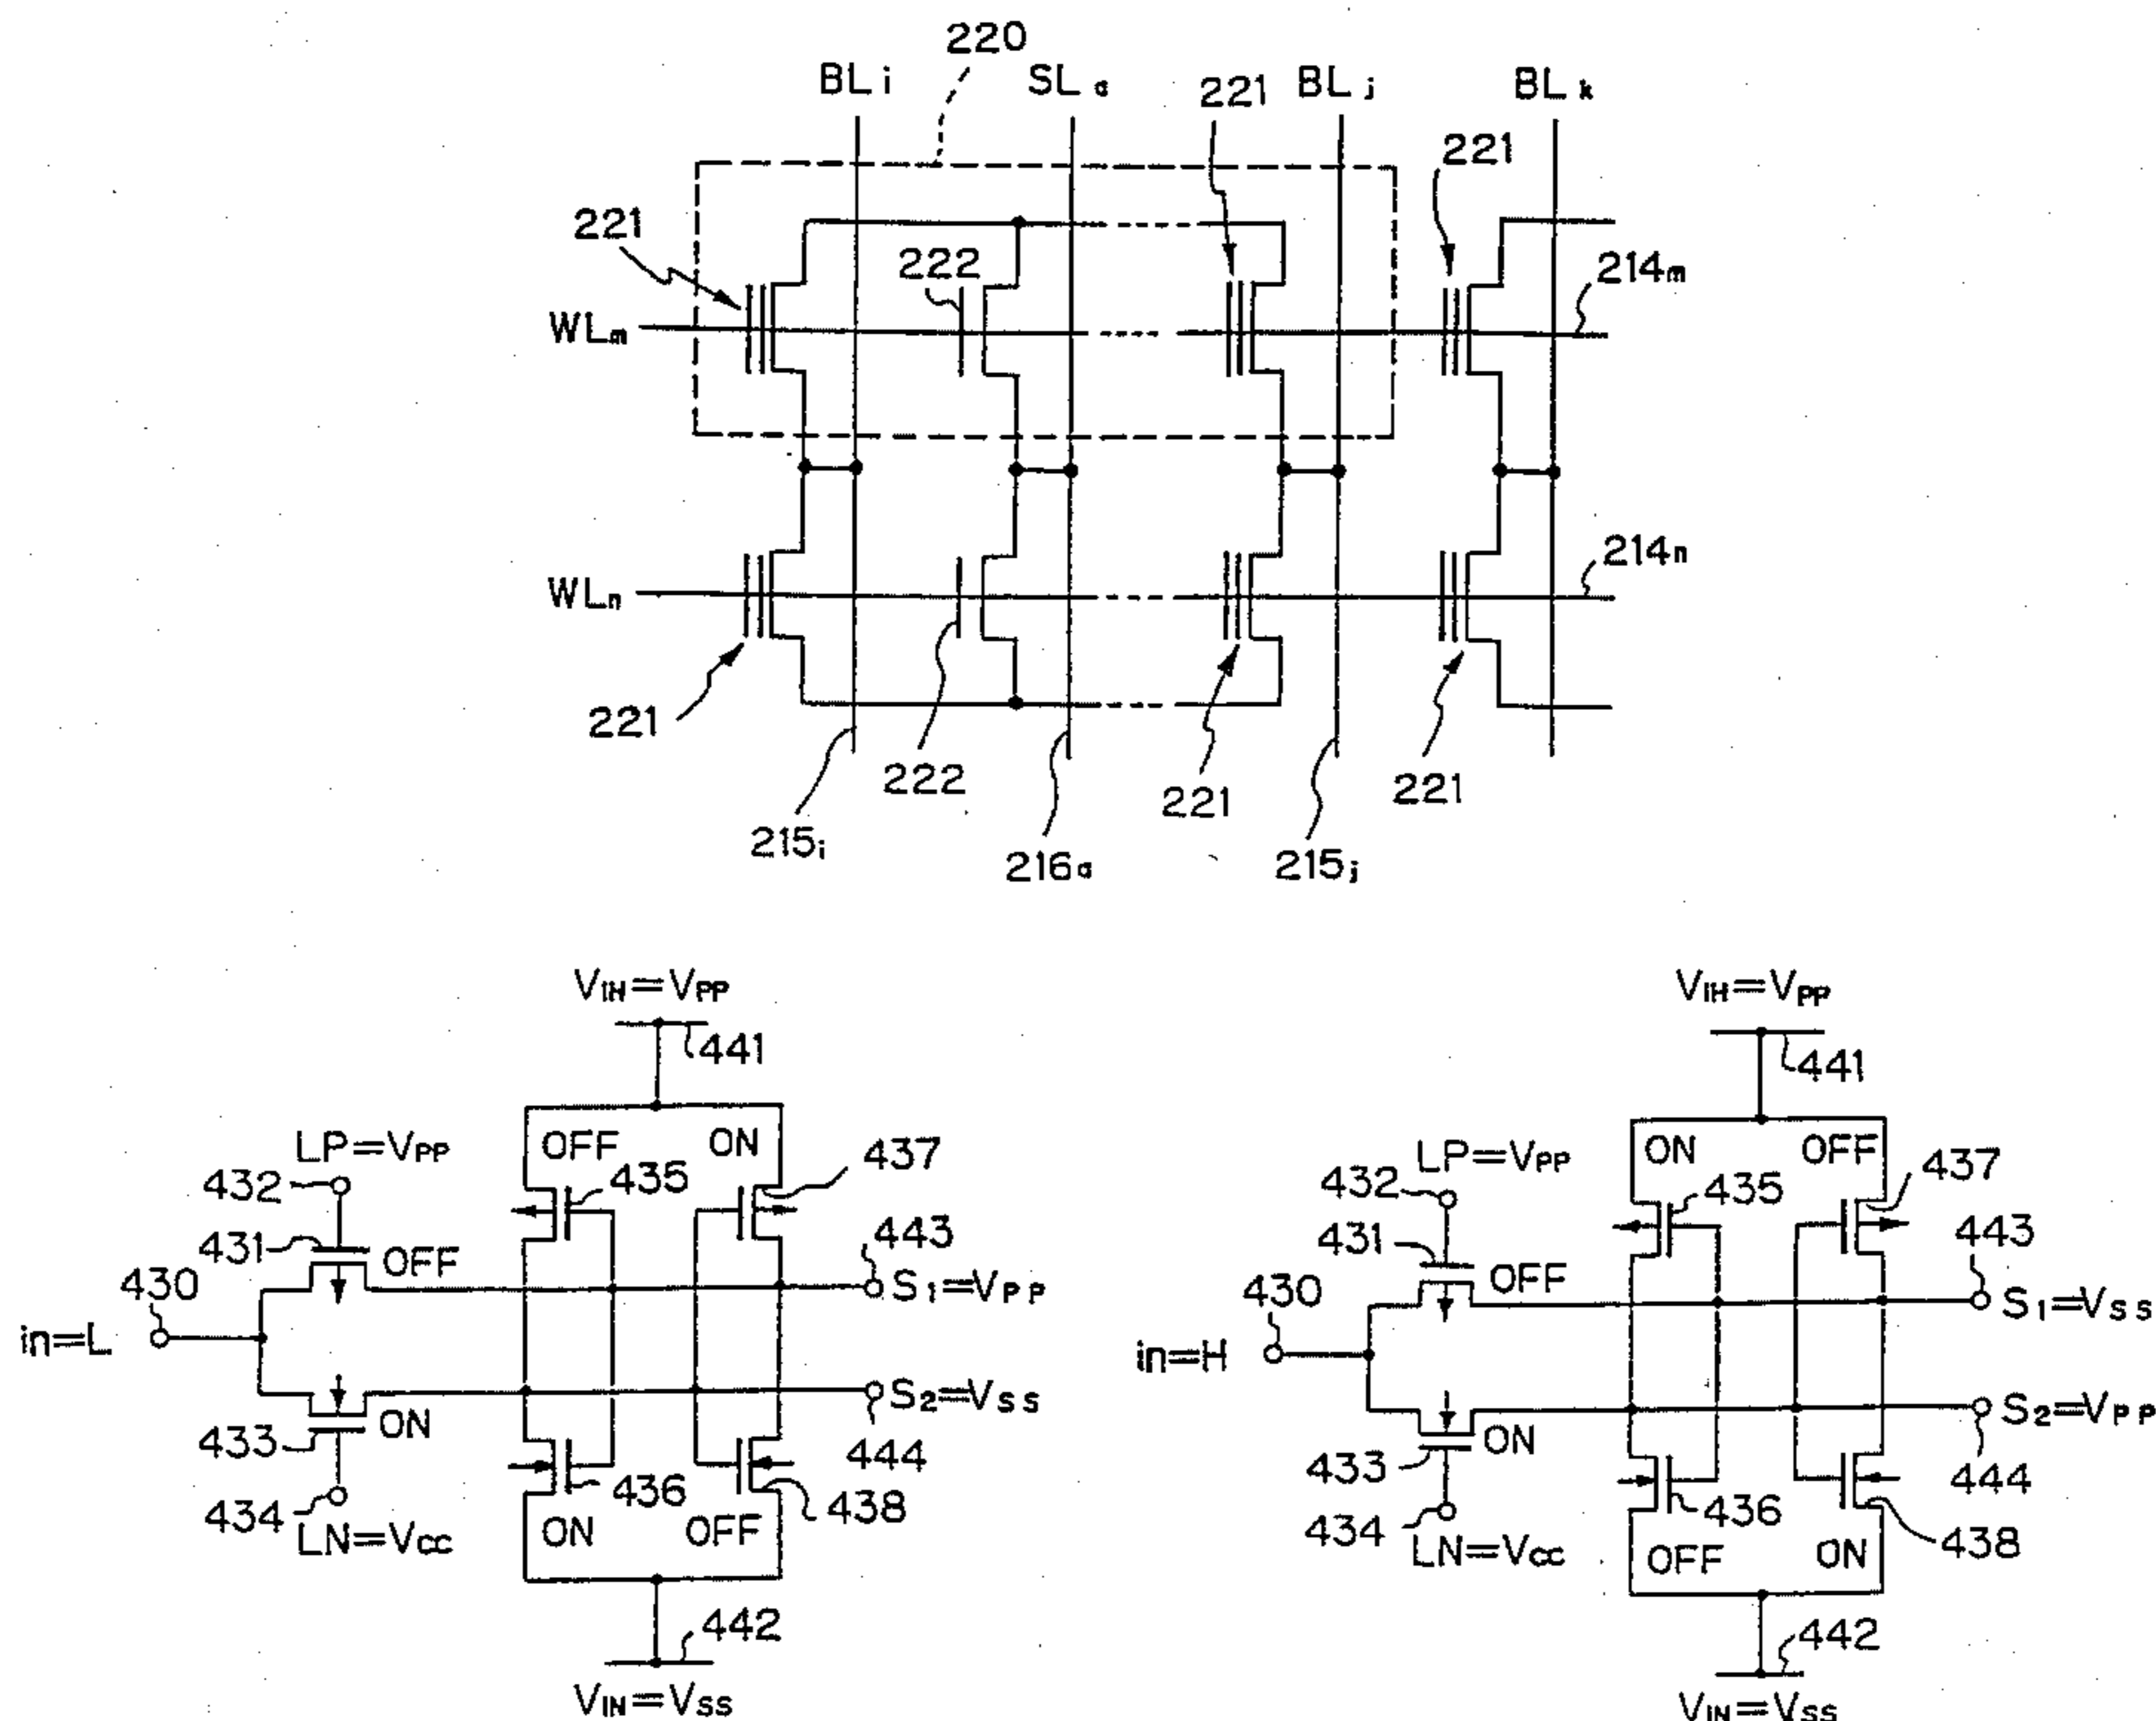 220
BLi
SLa
221
BLj
BLk
221
221
222
214m
WLm
214n
WLn
221
222
221
221
215i
216a
215j
VIH=VPP
441
LP=VPP
OFF
ON
437
432
435
431
OFF
443
430
S1=VPP
in=L
S2=VSS
433
ON
444
434
436
438
LN=VCC
ON
OFF
442
VIN=VSS
VIH=VPP
441
LP=VPP
ON
OFF
437
432
435
431
OFF
443
430
S1=VSS
in=H
S2=VPP
433
ON
444
434
436
438
LN=VCC
OFF
ON
442
VIN=VSS